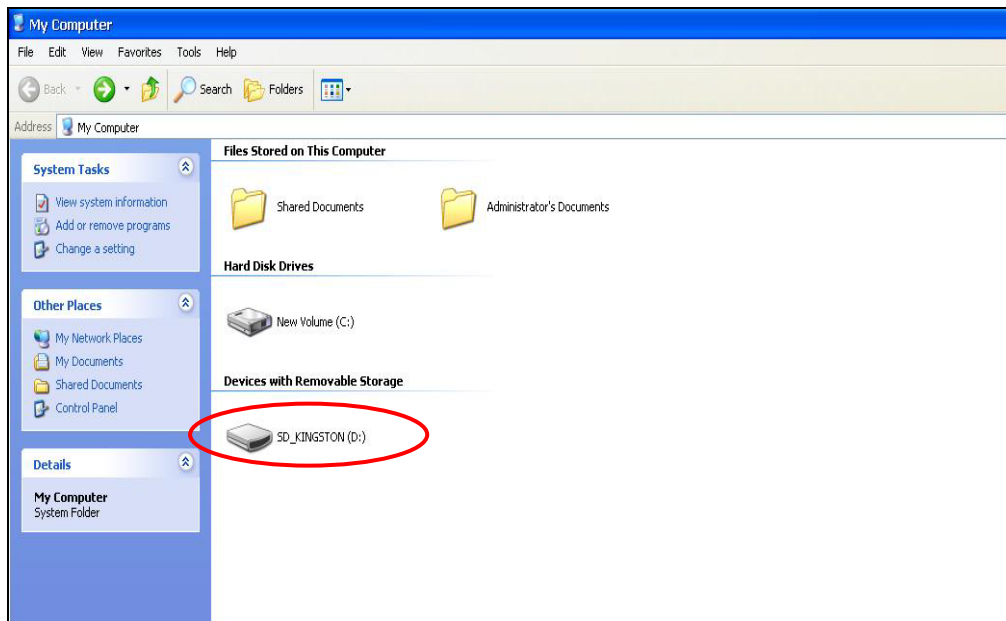 My Computer
File Edit View Favorites Tools Help
Back Search Folders
Address My Computer
System Tasks
View system information
Add or remove programs
Change a setting
Other Places
My Network Places
My Documents
Shared Documents
Control Panel
Details
My Computer
System Folder
Files Stored on This Computer
Shared Documents Administrator's Documents
Hard Disk Drives
New Volume (C:)
Devices with Removable Storage
SD_KINGSTON (D:)